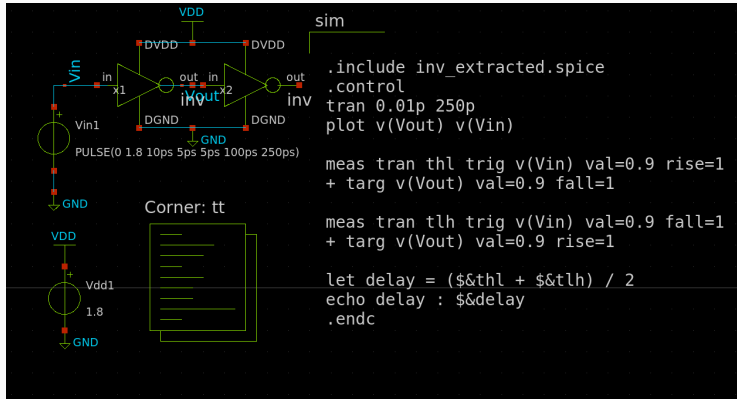 VDD
sim
DVDD
DVDD
Vin
in
x1
out
in
x2
out
inv
Vout
inv
DGND
DGND
GND
+
Vin1
PULSE(0 1.8 10ps 5ps 5ps 100ps 250ps)
GND
.include inv_extracted.spice
.control
tran 0.01p 250p
plot v(Vout) v(Vin)
meas tran thl trig v(Vin) val=0.9 rise=1
+ targ v(Vout) val=0.9 fall=1
meas tran tlh trig v(Vin) val=0.9 fall=1
+ targ v(Vout) val=0.9 rise=1
let delay = ($&thl + $&tlh) / 2
echo delay : $&delay
.endc
Corner: tt
VDD
+
Vdd1
1.8
GND